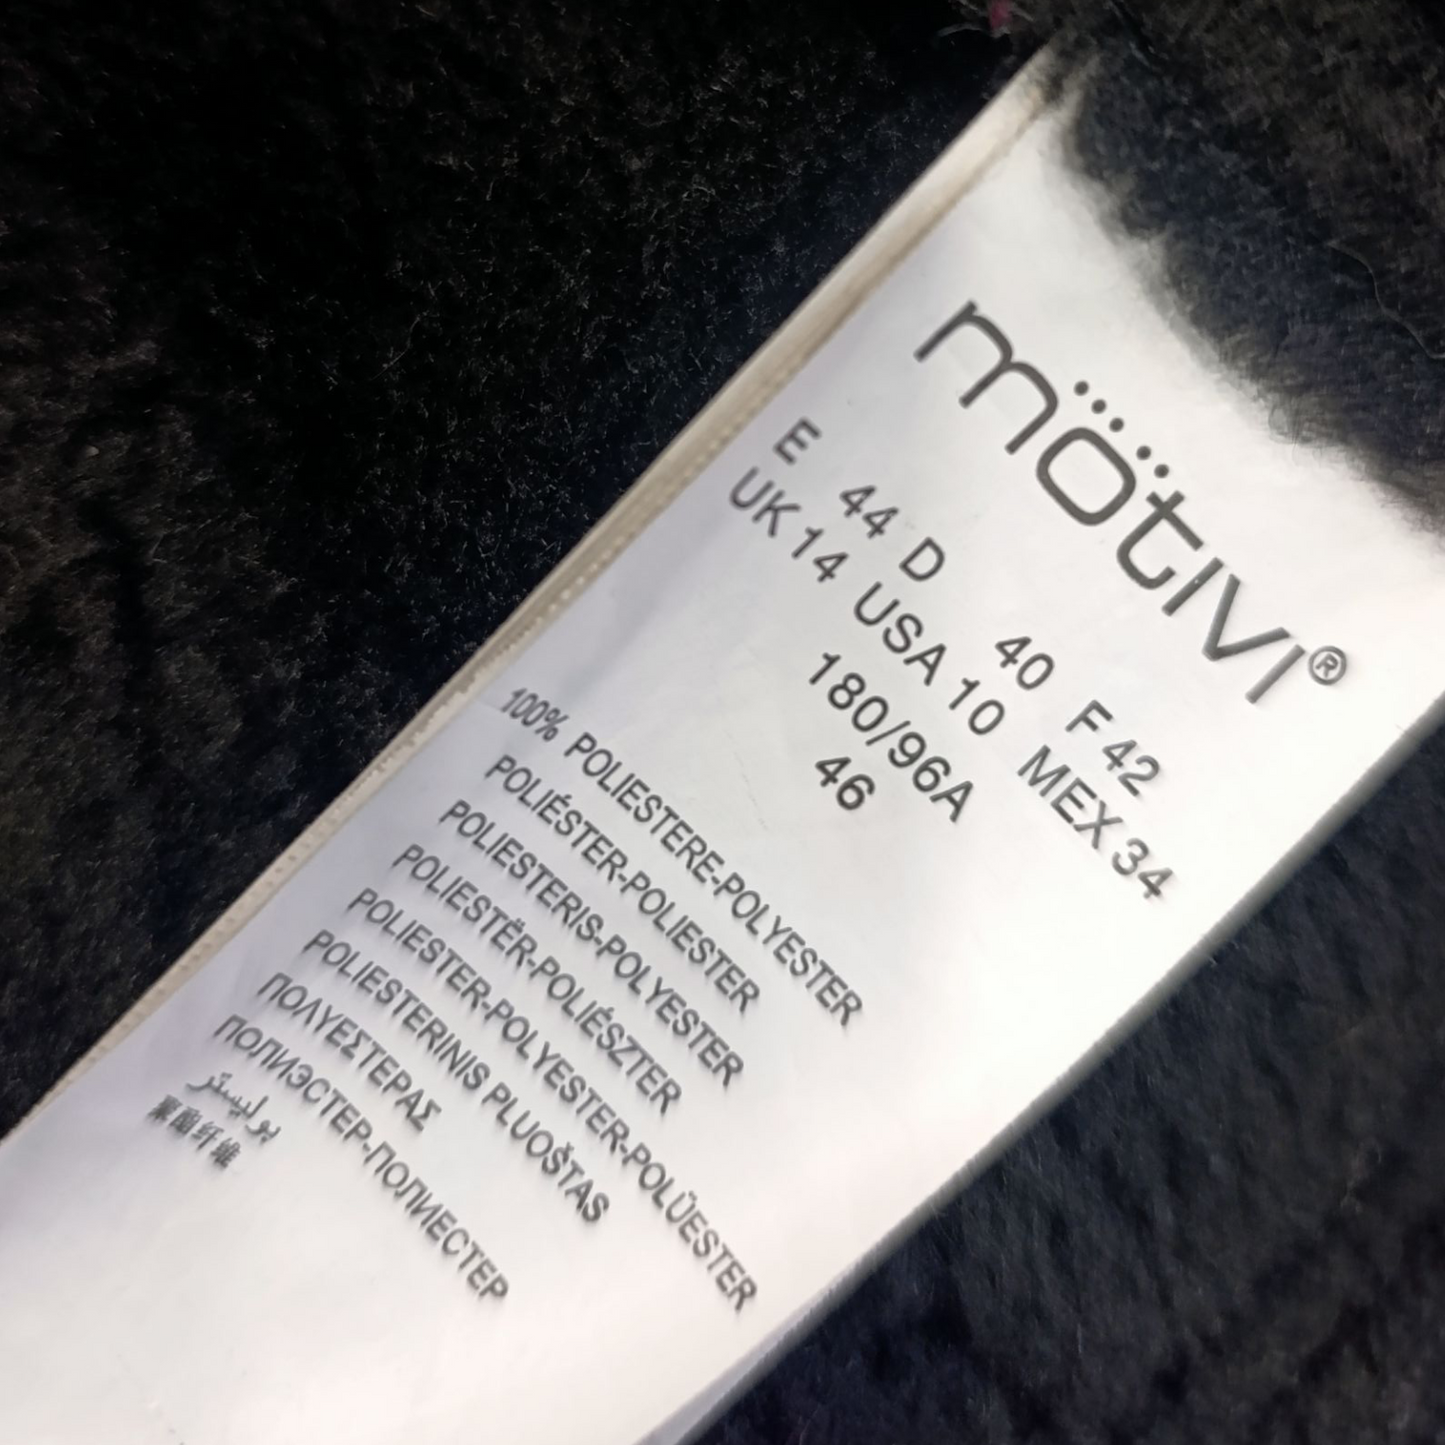 mötIVI®
E 44 D 40 F 42
UK 14 USA 10 MEX 34
180/96A
46
100% POLIESTERE-POLYESTER
POLIÉSTER-POLIESTER
POLIESTERIS-POLYESTER
POLIESTËR-POLIÉSZTER
POLIESTER-POLYESTER-POLÜESTER
POLIESTERINIS PLUOŠTAS
ΠΟΛΥΕΣΤΕΡΑΣ
ПОЛИЭСТЕР-ПОЛИЕСТЕР
بوليستر
聚酯纤维